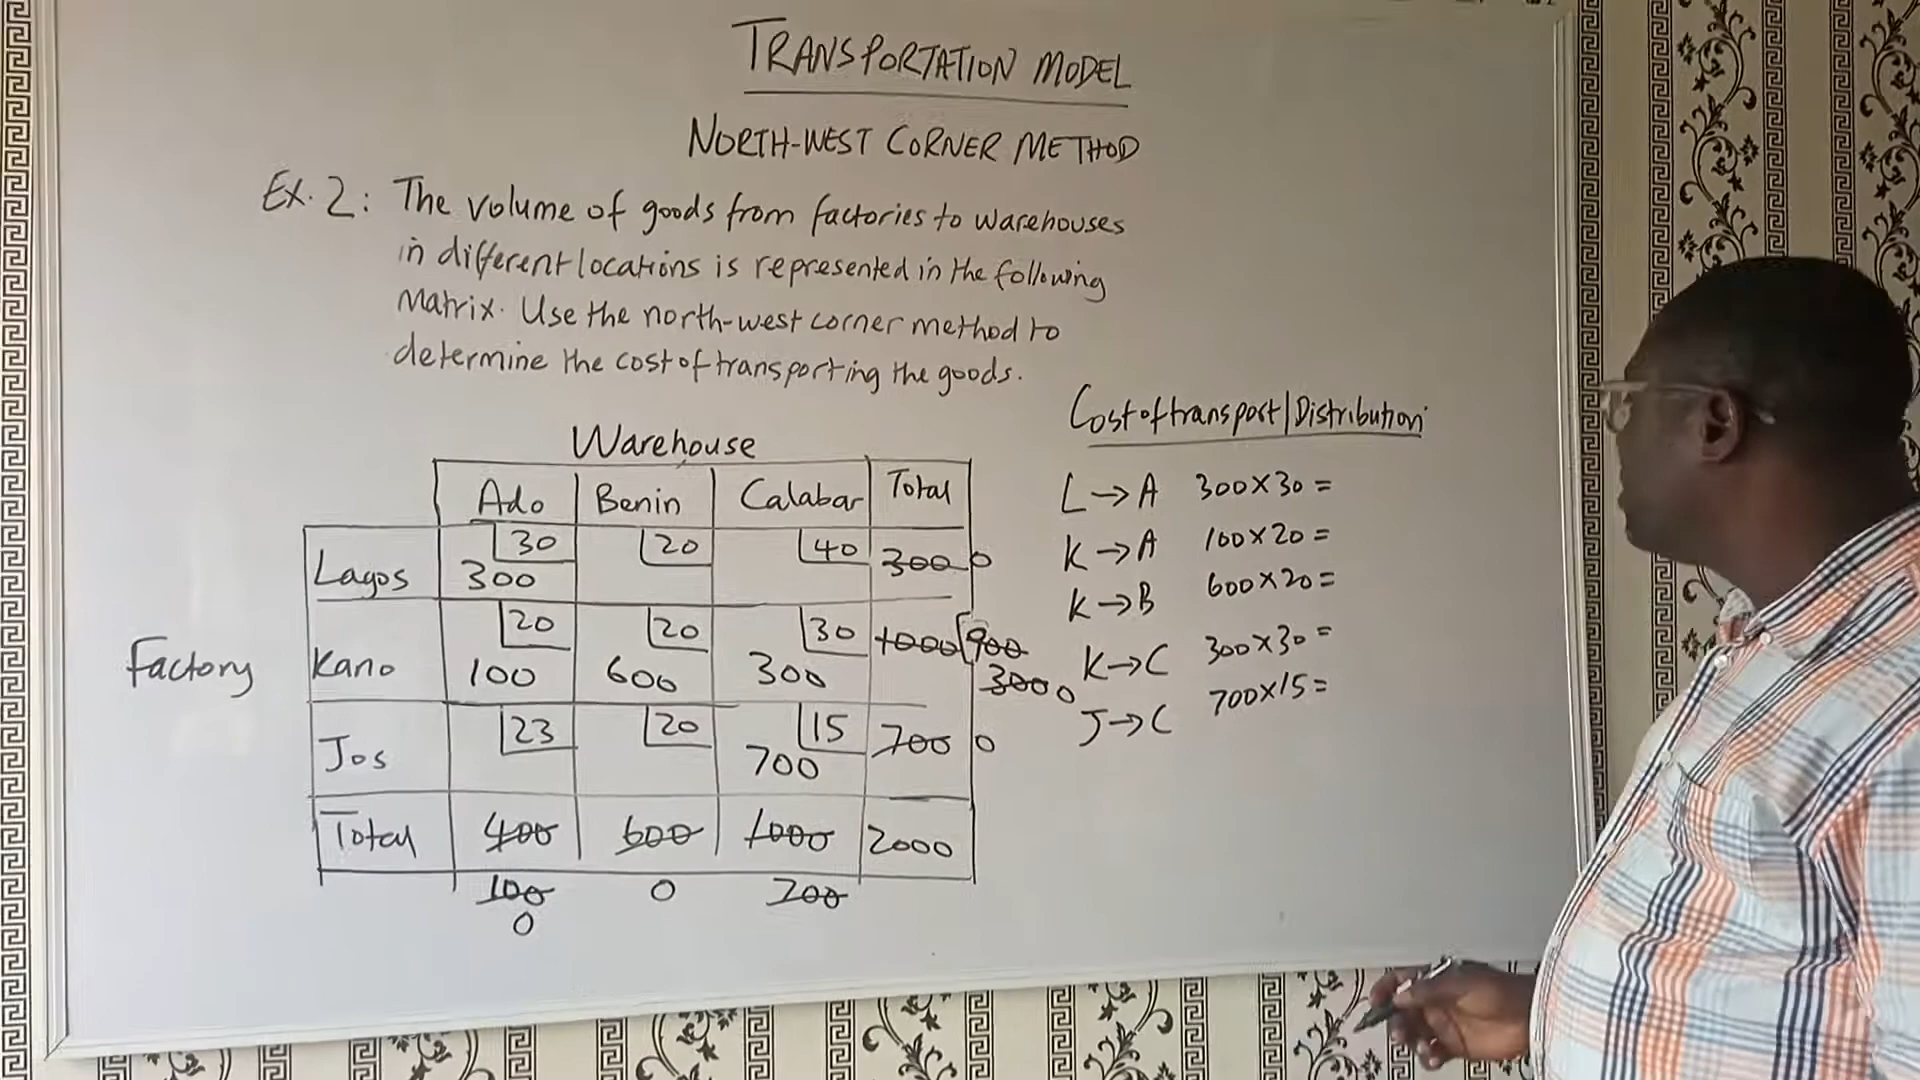 TRANSPORTATION MODEL
NORTH-WEST CORNER METHOD
Ex. 2: The volume of goods from factories to warehouses
in different locations is represented in the following
Matrix. Use the north-west corner method to
determine the cost of transporting the goods.
Warehouse
Ado Benin Calabar Total
30 20 40
Lagos 300 300 0
20 20 30 1000 900
Kano 100 600 300 300 0
23 20 15
Jos 700 700 0
Total 400 600 1000 2000
100 0 700
0
Factory
Cost of transport/Distribution
L → A 300 x 30 =
K → A 100 x 20 =
K → B 600 x 20 =
K → C 300 x 30 =
J → C 700 x 15 =